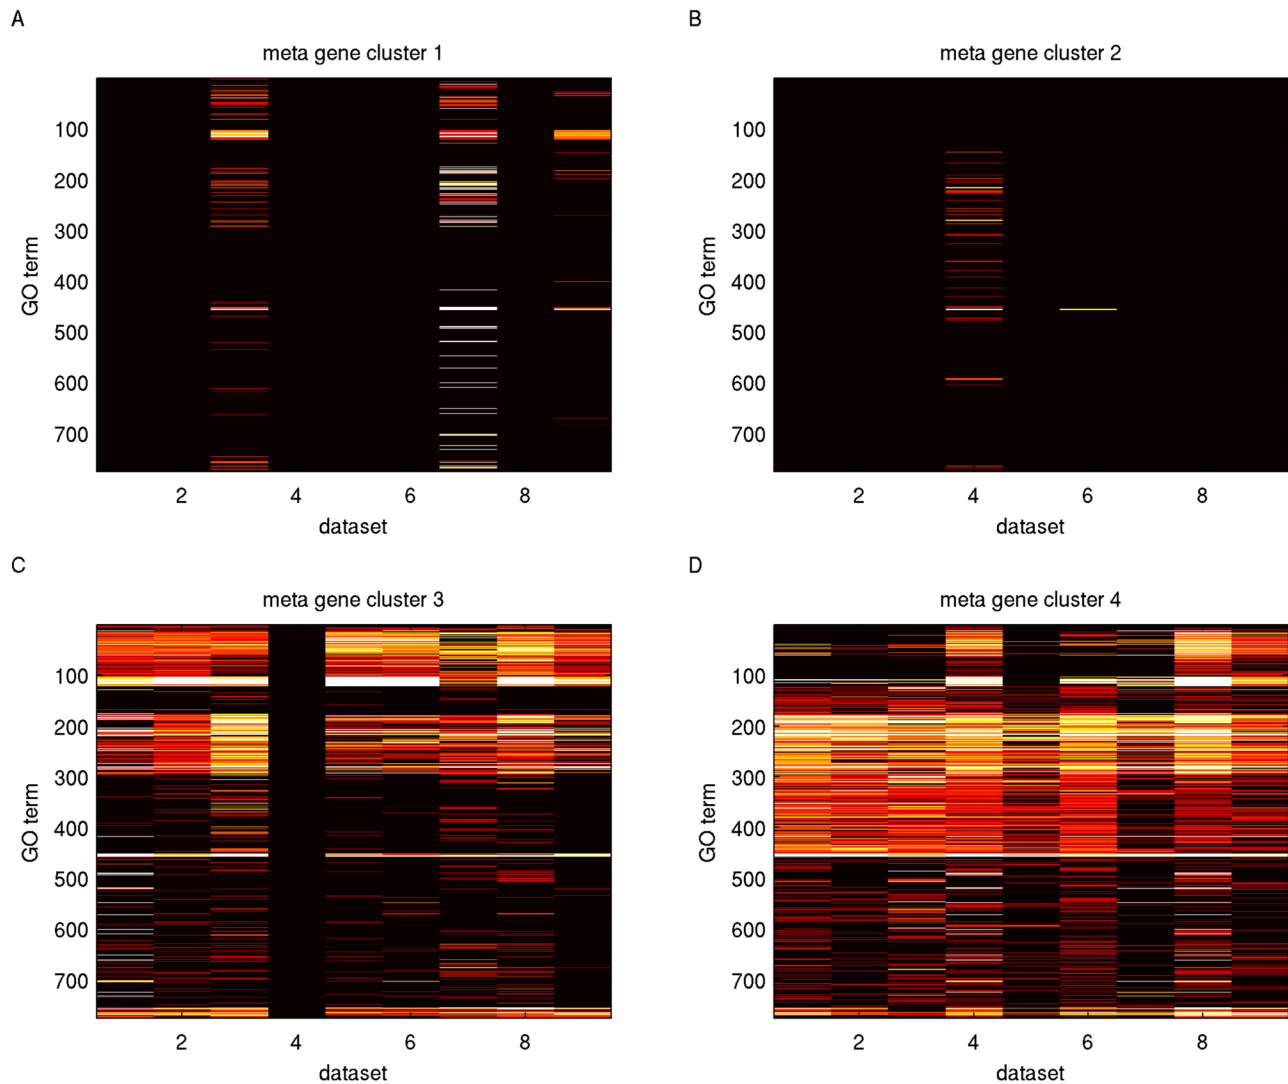 A
meta gene cluster 1
GO term
100
200
300
400
500
600
700
2 4 6 8
dataset
B
meta gene cluster 2
GO term
100
200
300
400
500
600
700
2 4 6 8
dataset
C
meta gene cluster 3
GO term
100
200
300
400
500
600
700
2 4 6 8
dataset
D
meta gene cluster 4
GO term
100
200
300
400
500
600
700
2 4 6 8
dataset